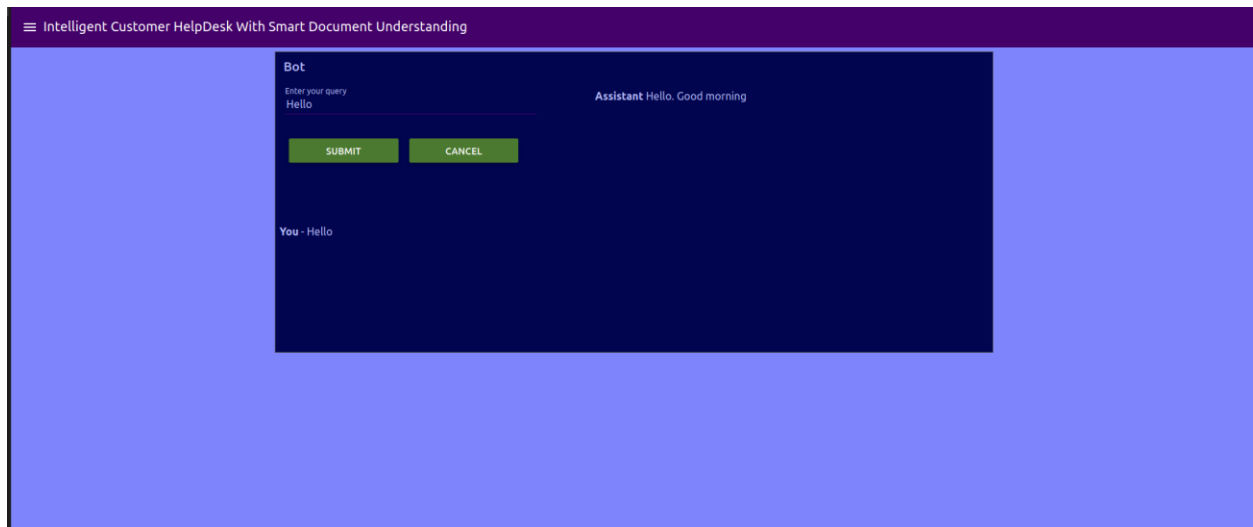 Intelligent Customer HelpDesk With Smart Document Understanding
Bot
Enter your query
Hello
Assistant Hello. Good morning
SUBMIT CANCEL
You - Hello